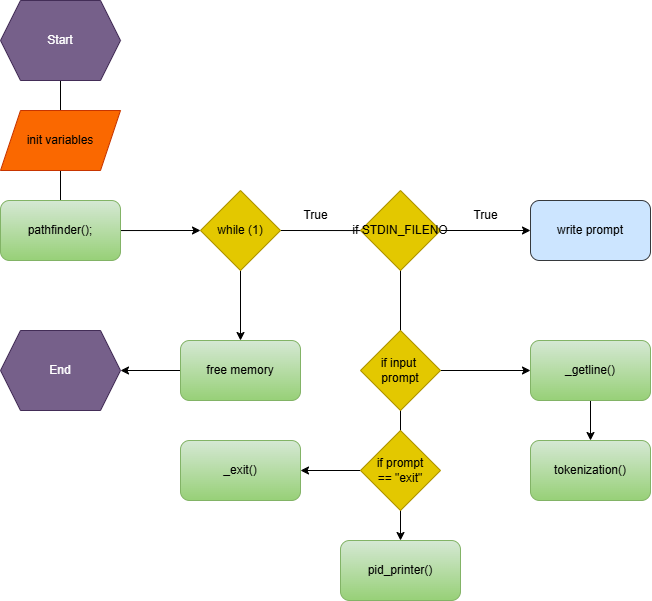 Start
init variables
pathfinder();
while (1)
True
if STDIN_FILENO
True
write prompt
End
free memory
if input
prompt
_getline()
_exit()
if prompt
== "exit"
tokenization()
pid_printer()